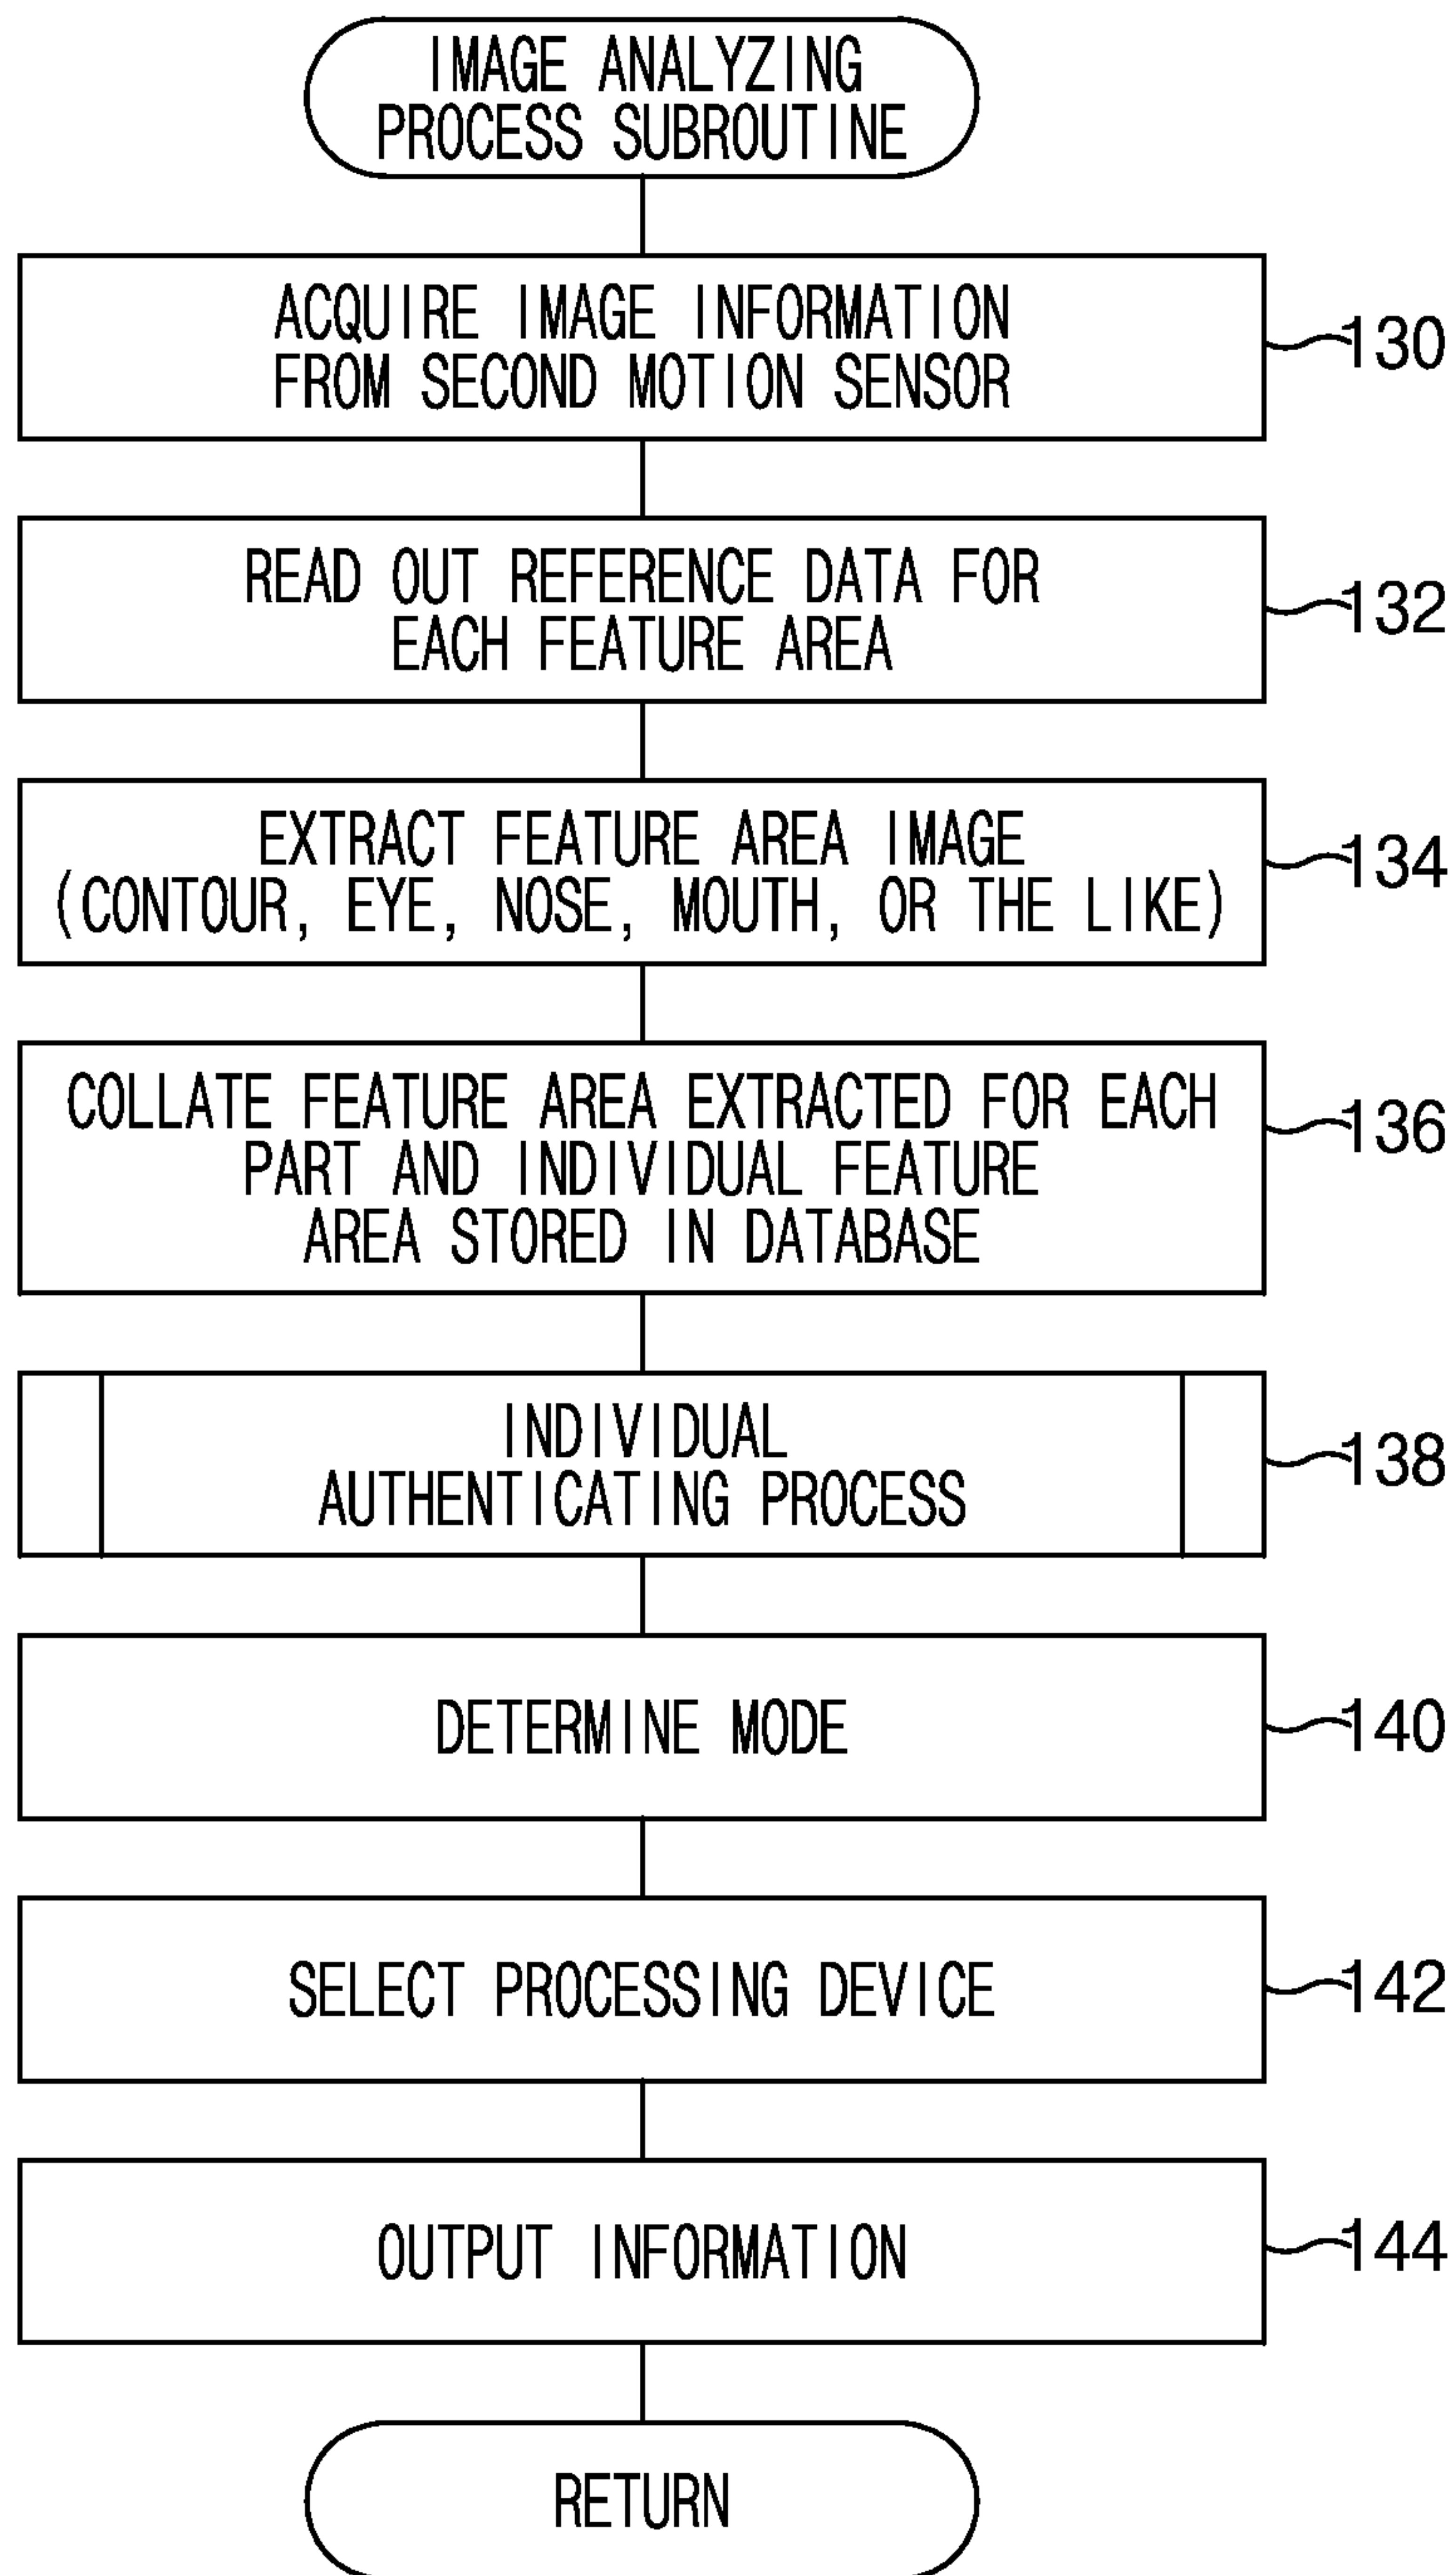 IMAGE ANALYZING
PROCESS SUBROUTINE
ACQUIRE IMAGE INFORMATION
FROM SECOND MOTION SENSOR
130
READ OUT REFERENCE DATA FOR
EACH FEATURE AREA
132
EXTRACT FEATURE AREA IMAGE
(CONTOUR, EYE, NOSE, MOUTH, OR THE LIKE)
134
COLLATE FEATURE AREA EXTRACTED FOR EACH
PART AND INDIVIDUAL FEATURE
AREA STORED IN DATABASE
136
INDIVIDUAL
AUTHENTICATING PROCESS
138
DETERMINE MODE
140
SELECT PROCESSING DEVICE
142
OUTPUT INFORMATION
144
RETURN